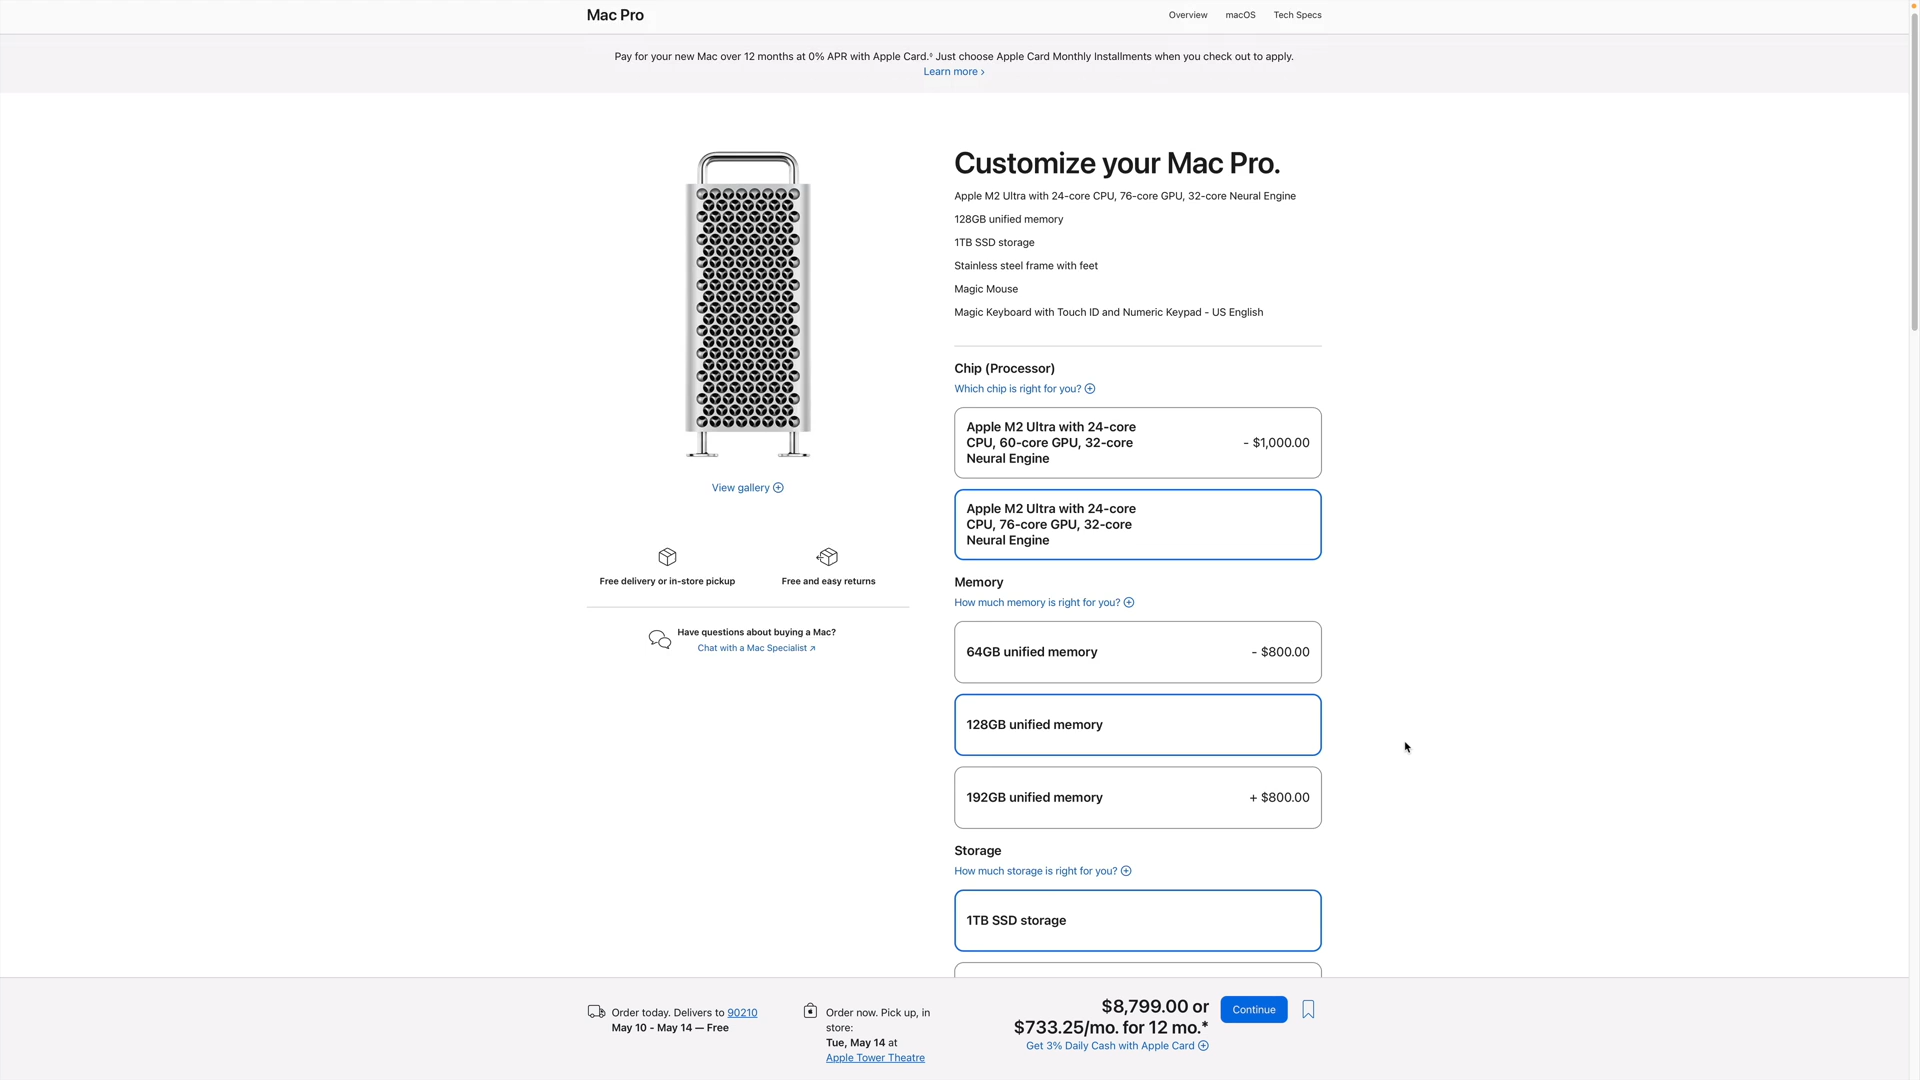 Mac Pro
Overview
macOS
Tech Specs
Pay for your new Mac over 12 months at 0% APR with Apple Card.◊ Just choose Apple Card Monthly Installments when you check out to apply.
Learn more ›
Customize your Mac Pro.
Apple M2 Ultra with 24-core CPU, 76-core GPU, 32-core Neural Engine
128GB unified memory
1TB SSD storage
Stainless steel frame with feet
Magic Mouse
Magic Keyboard with Touch ID and Numeric Keypad - US English
View gallery
Free delivery or in-store pickup
Free and easy returns
Have questions about buying a Mac?
Chat with a Mac Specialist ↗
Chip (Processor)
Which chip is right for you?
Apple M2 Ultra with 24-core
CPU, 60-core GPU, 32-core
Neural Engine
- $1,000.00
Apple M2 Ultra with 24-core
CPU, 76-core GPU, 32-core
Neural Engine
Memory
How much memory is right for you?
64GB unified memory
- $800.00
128GB unified memory
192GB unified memory
+ $800.00
Storage
How much storage is right for you?
1TB SSD storage
Order today. Delivers to 90210
May 10 - May 14 — Free
Order now. Pick up, in
store:
Tue, May 14 at
Apple Tower Theatre
$8,799.00 or
$733.25/mo. for 12 mo.*
Get 3% Daily Cash with Apple Card
Continue